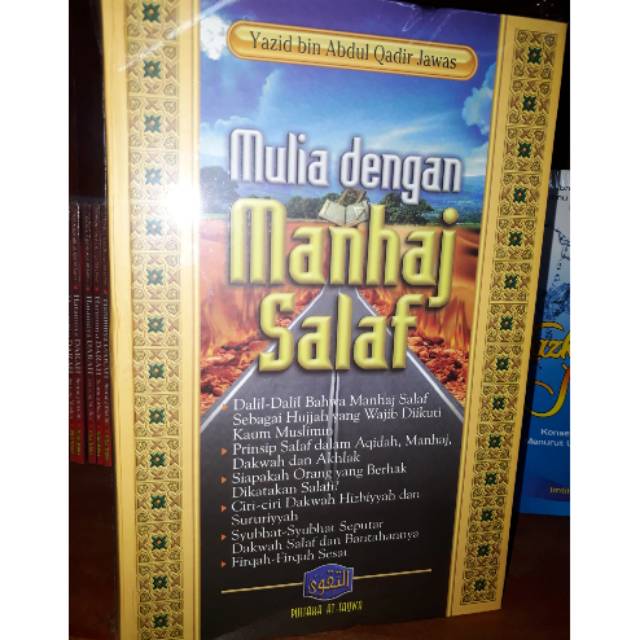 Yazid bin Abdul Qadir Jawas
Mulia dengan
Manhaj
Salaf
Dalil-Dalil Bahwa Manhaj Salaf
Sebagai Hujjah yang Wajib Diikuti
Kaum Muslimin
Prinsip Salaf dalam Aqidah, Manhaj,
Dakwah dan Akhlak
Siapakah Orang yang Berhak
Dikatakan Salafi?
Ciri-ciri Dakwah Hizbiyyah dan
Sururiyyah
Syubhat-Syubhat Seputar
Dakwah Salaf dan Bantahannya
Firqah-Firqah Sesat
التقوى
PUSTAKA AT-TAQWA
Konse
Menurut